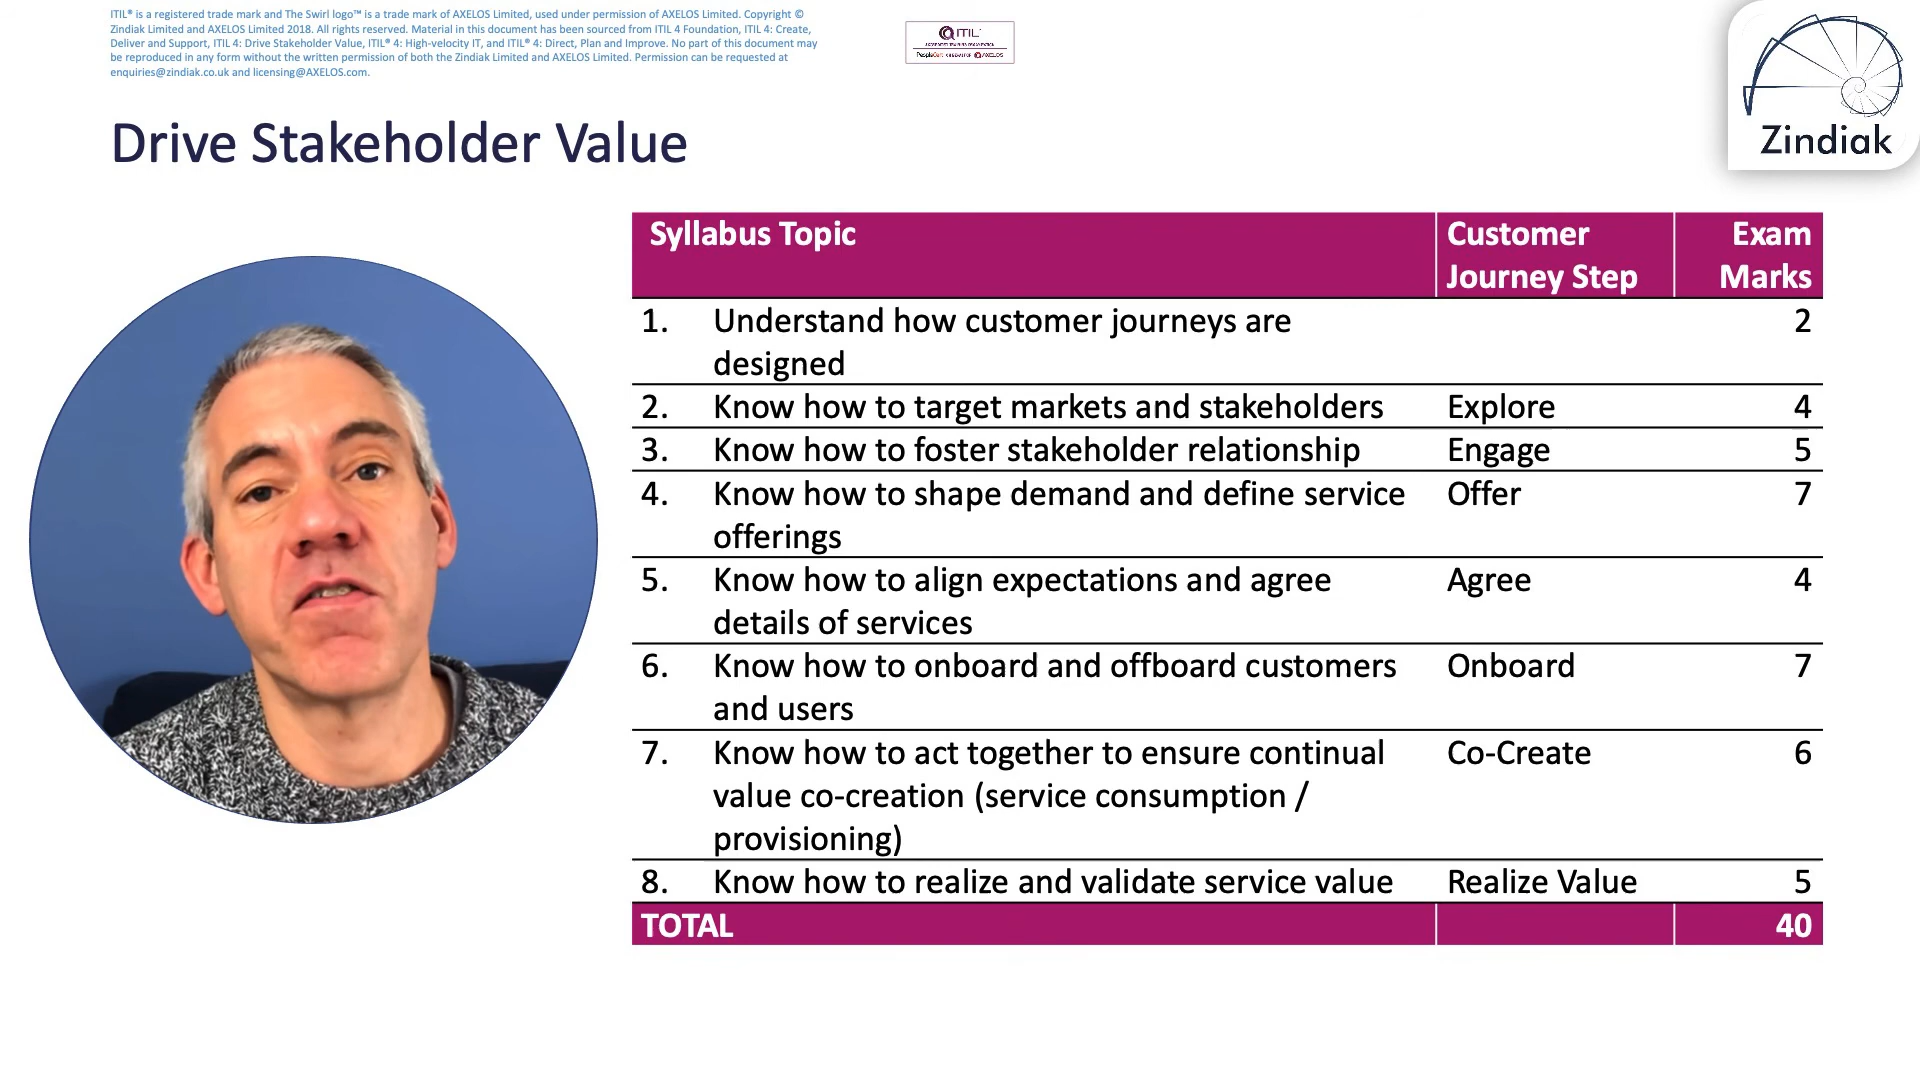 ITIL® is a registered trade mark and The Swirl logo™ is a trade mark of AXELOS Limited, used under permission of AXELOS Limited. Copyright ©
Zindiak Limited and AXELOS Limited 2018. All rights reserved. Material in this document has been sourced from ITIL 4 Foundation, ITIL 4: Create,
Deliver and Support, ITIL 4: Drive Stakeholder Value, ITIL® 4: High-velocity IT, and ITIL® 4: Direct, Plan and Improve. No part of this document may
be reproduced in any form without the written permission of both the Zindiak Limited and AXELOS Limited. Permission can be requested at
enquiries@zindiak.co.uk and licensing@AXELOS.com.
ITIL
AXELOS
Zindiak
Drive Stakeholder Value
Syllabus Topic Customer Journey Step Exam Marks
1. Understand how customer journeys are 2
designed
2. Know how to target markets and stakeholders Explore 4
3. Know how to foster stakeholder relationship Engage 5
4. Know how to shape demand and define service Offer 7
offerings
5. Know how to align expectations and agree Agree 4
details of services
6. Know how to onboard and offboard customers Onboard 7
and users
7. Know how to act together to ensure continual Co-Create 6
value co-creation (service consumption /
provisioning)
8. Know how to realize and validate service value Realize Value 5
TOTAL 40